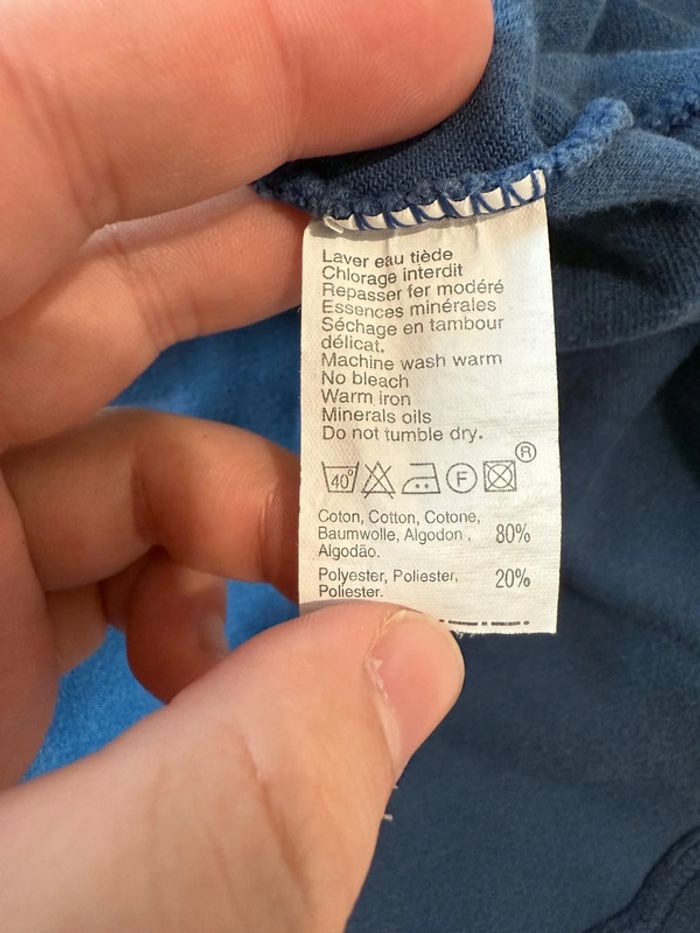 Laver eau tiède
Chlorage interdit
Repasser fer modéré
Essences minérales
Séchage en tambour
délicat.
Machine wash warm
No bleach
Warm iron
Minerals oils
Do not tumble dry.
40° F ®
Coton, Cotton, Cotone,
Baumwolle, Algodon, 80%
Algodão.
Polyester, Poliester, 20%
Poliester.